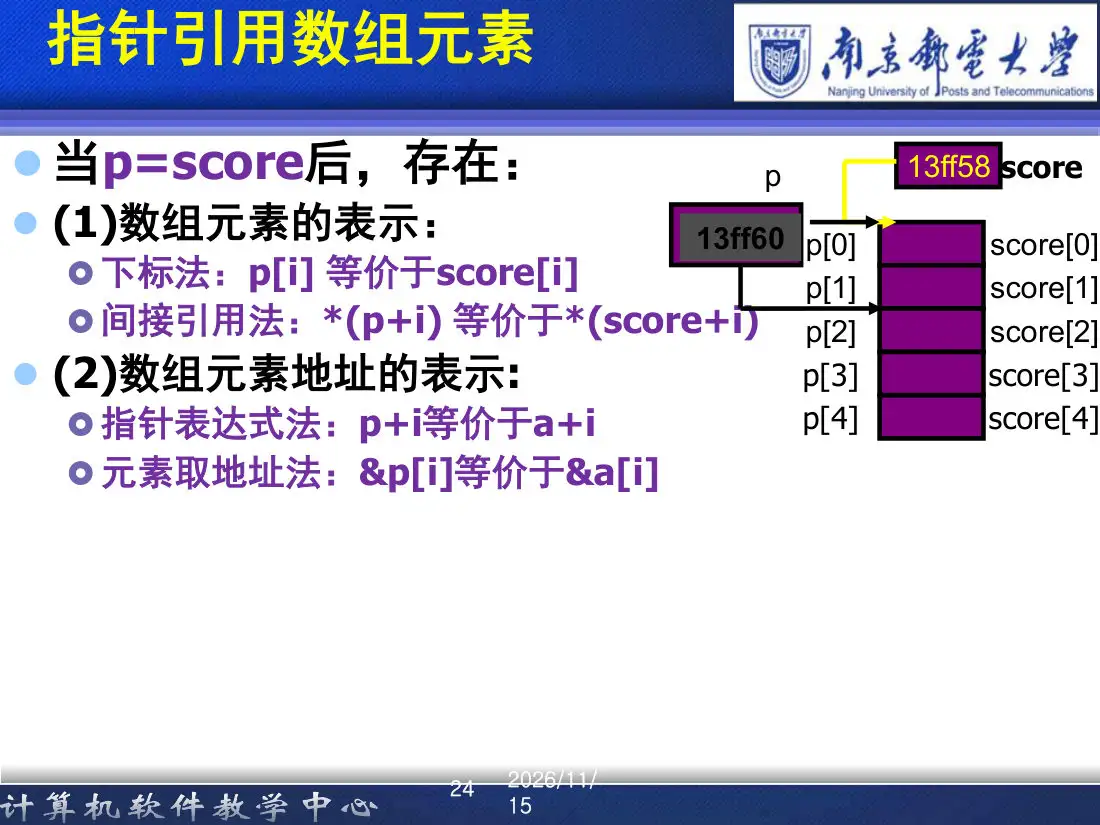 指针引用数组元素
南京邮电大学
Nanjing University of Posts and Telecommunications
当p=score后，存在：
(1)数组元素的表示：
下标法：p[i] 等价于score[i]
间接引用法：*(p+i) 等价于*(score+i)
(2)数组元素地址的表示:
指针表达式法：p+i等价于a+i
元素取地址法：&p[i]等价于&a[i]
13ff58 score
p
13ff60
p[0] score[0]
p[1] score[1]
p[2] score[2]
p[3] score[3]
p[4] score[4]
计算机软件教学中心
24
2026/11/
15